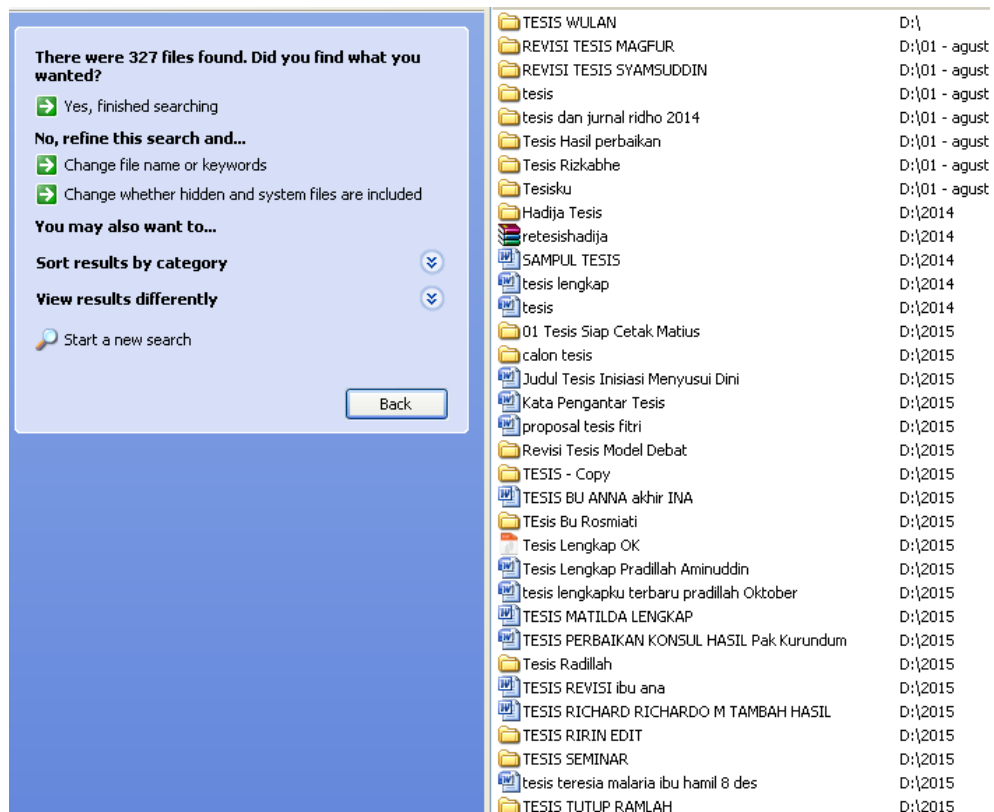 There were 327 files found. Did you find what you
wanted?
Yes, finished searching
No, refine this search and...
Change file name or keywords
Change whether hidden and system files are included
You may also want to...
Sort results by category
View results differently
Start a new search
Back
TESIS WULAN D:\
REVISI TESIS MAGFUR D:\01 - agust
REVISI TESIS SYAMSUDDIN D:\01 - agust
tesis D:\01 - agust
tesis dan jurnal ridho 2014 D:\01 - agust
Tesis Hasil perbaikan D:\01 - agust
Tesis Rizkabhe D:\01 - agust
Tesisku D:\01 - agust
Hadija Tesis D:\2014
retesishadija D:\2014
SAMPUL TESIS D:\2014
tesis lengkap D:\2014
tesis D:\2014
01 Tesis Siap Cetak Matius D:\2015
calon tesis D:\2015
Judul Tesis Inisiasi Menyusui Dini D:\2015
Kata Pengantar Tesis D:\2015
proposal tesis fitri D:\2015
Revisi Tesis Model Debat D:\2015
TESIS - Copy D:\2015
TESIS BU ANNA akhir INA D:\2015
TEsis Bu Rosmiati D:\2015
Tesis Lengkap OK D:\2015
Tesis Lengkap Pradillah Aminuddin D:\2015
tesis lengkapku terbaru pradillah Oktober D:\2015
TESIS MATILDA LENGKAP D:\2015
TESIS PERBAIKAN KONSUL HASIL Pak Kurundum D:\2015
Tesis Radillah D:\2015
TESIS REVISI ibu ana D:\2015
TESIS RICHARD RICHARDO M TAMBAH HASIL D:\2015
TESIS RIRIN EDIT D:\2015
TESIS SEMINAR D:\2015
tesis teresia malaria ibu hamil 8 des D:\2015
TESIS TUTUP RAMLAH D:\2015